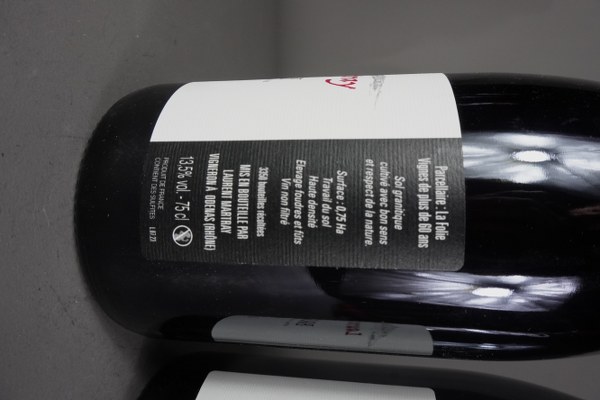 Parcellaire : La Folie
Vignes de plus de 60 ans
Sol granitique
cultivé avec bon sens
et respect de la nature.
Surface : 0,75 Ha
Travail du sol
Haute densité
Elevage foudres et fûts
Vin non filtré
3356 bouteilles récoltées
MIS EN BOUTEILLE PAR
LAURENT MARTRAY
VIGNERON À ODENAS (RHÔNE)
13.5% vol. - 75 cl
PRODUIT DE FRANCE
CONTIENT DES SULFITES